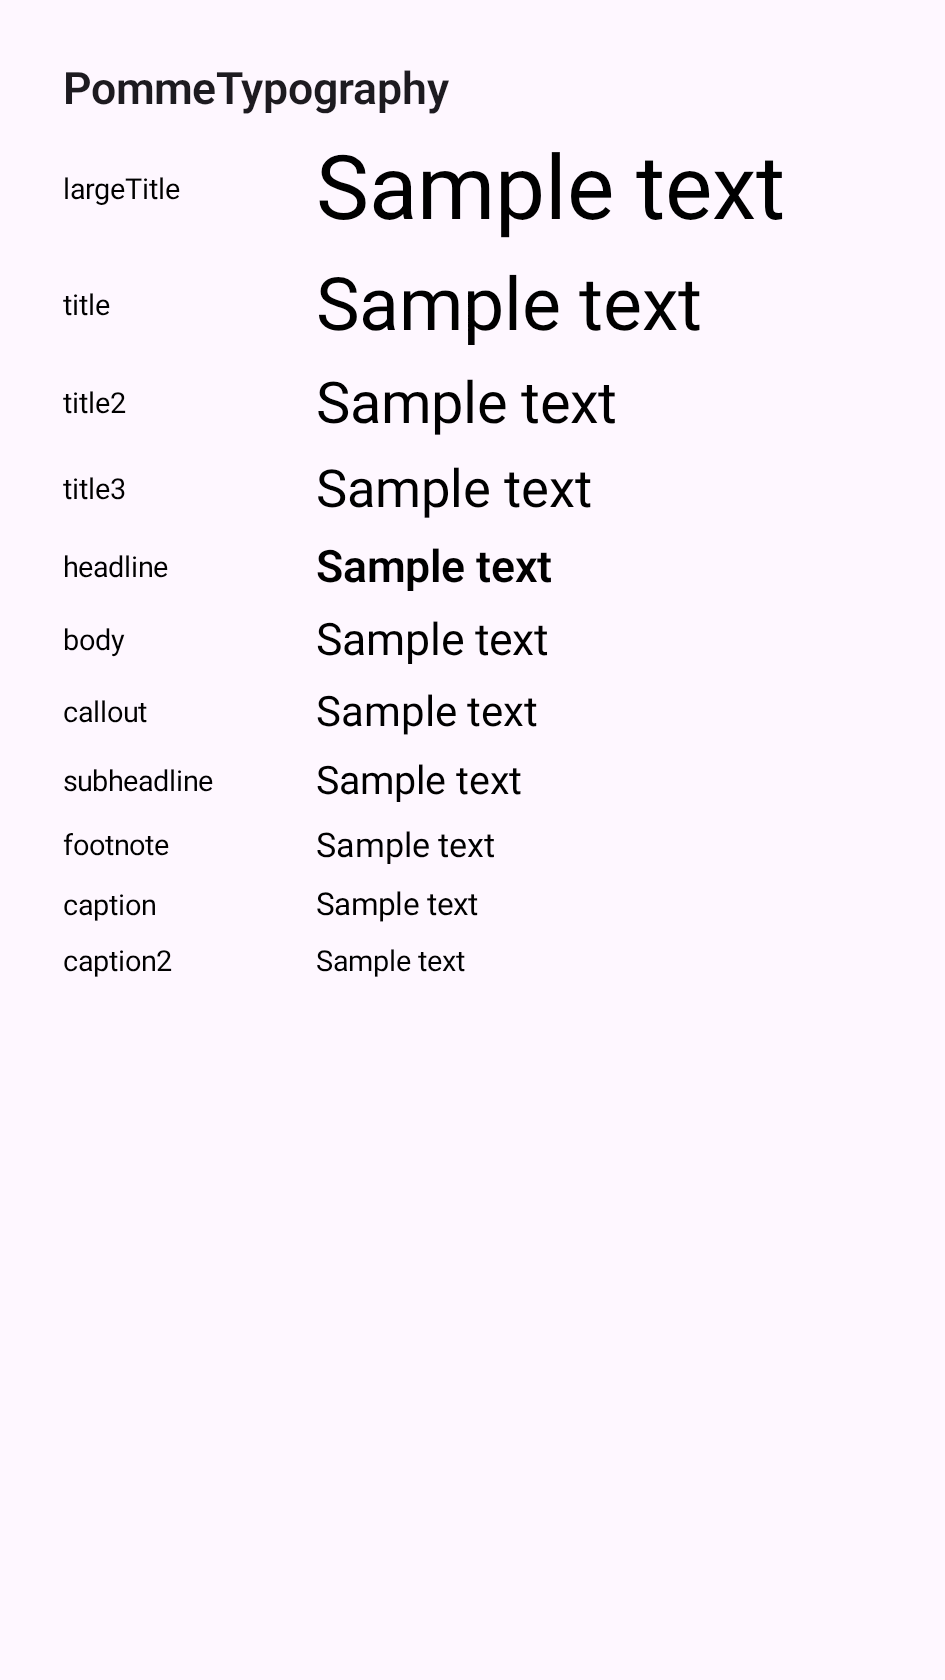 PommeTypography
largeTitle Sample text
title Sample text
title2 Sample text
title3 Sample text
headline Sample text
body Sample text
callout Sample text
subheadline Sample text
footnote Sample text
caption Sample text
caption2 Sample text